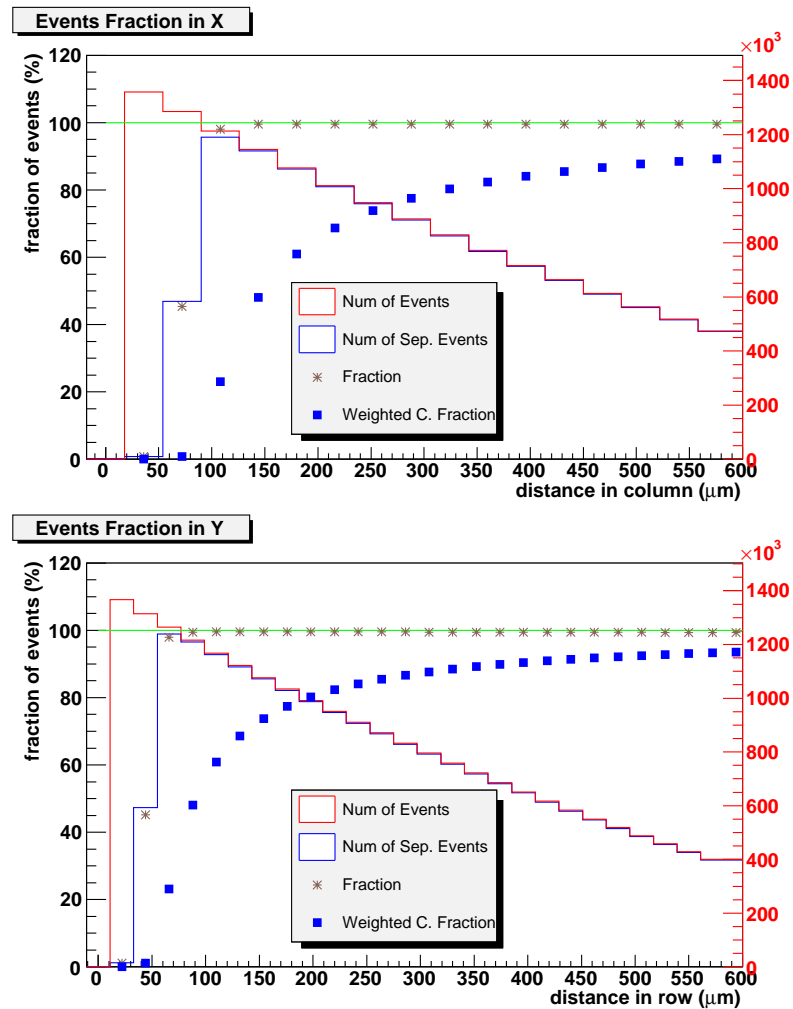 Events Fraction in X
×10³
120
100
80
60
40
20
0
fraction of events (%)
1400
1200
1000
800
600
400
200
0
Num of Events
Num of Sep. Events
Fraction
Weighted C. Fraction
0 50 100 150 200 250 300 350 400 450 500 550 600
distance in column (μm)
Events Fraction in Y
×10³
120
100
80
60
40
20
0
fraction of events (%)
1400
1200
1000
800
600
400
200
0
Num of Events
Num of Sep. Events
Fraction
Weighted C. Fraction
0 50 100 150 200 250 300 350 400 450 500 550 600
distance in row (μm)